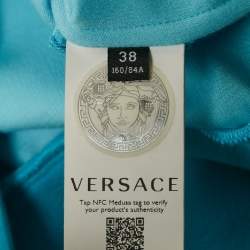 38
160/84A
VERSACE
Tap NFC Medusa tag to verify
your product's authenticity